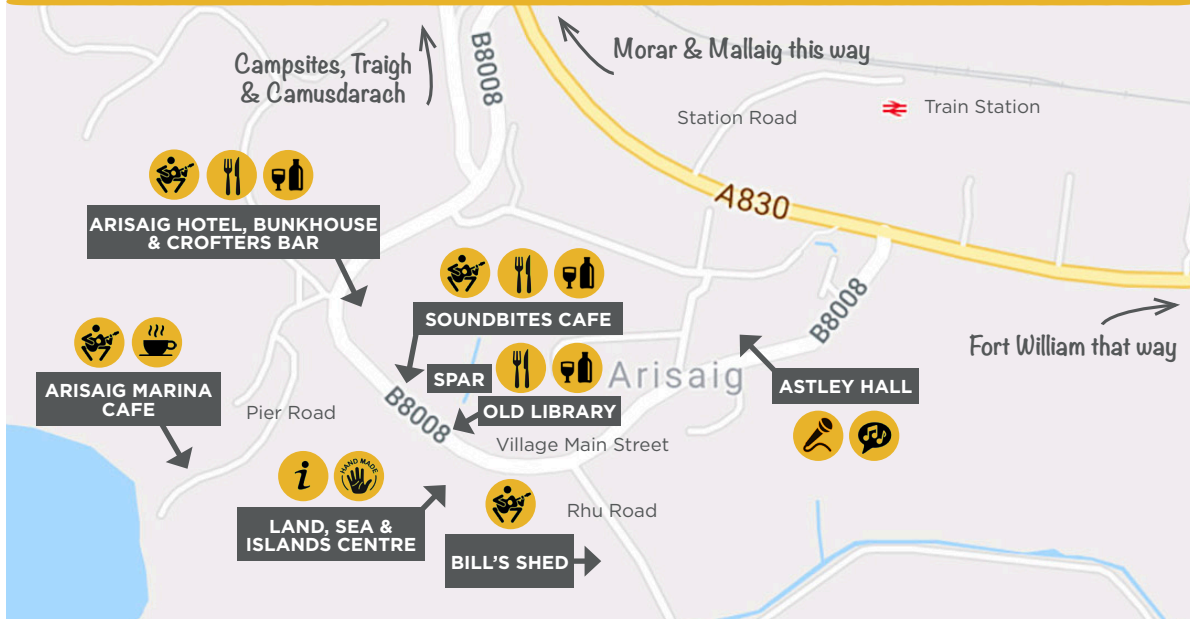 Campsites, Traigh
& Camusdarach
B8008
Morar & Mallaig this way
Station Road
Train Station
A830
ARISAIG HOTEL, BUNKHOUSE
& CROFTERS BAR
SOUNDBITES CAFE
B8008
Fort William that way
ARISAIG MARINA
CAFE
Pier Road
SPAR
Arisaig
ASTLEY HALL
B8008
OLD LIBRARY
Village Main Street
i
HAND MADE
LAND, SEA &
ISLANDS CENTRE
Rhu Road
BILL'S SHED